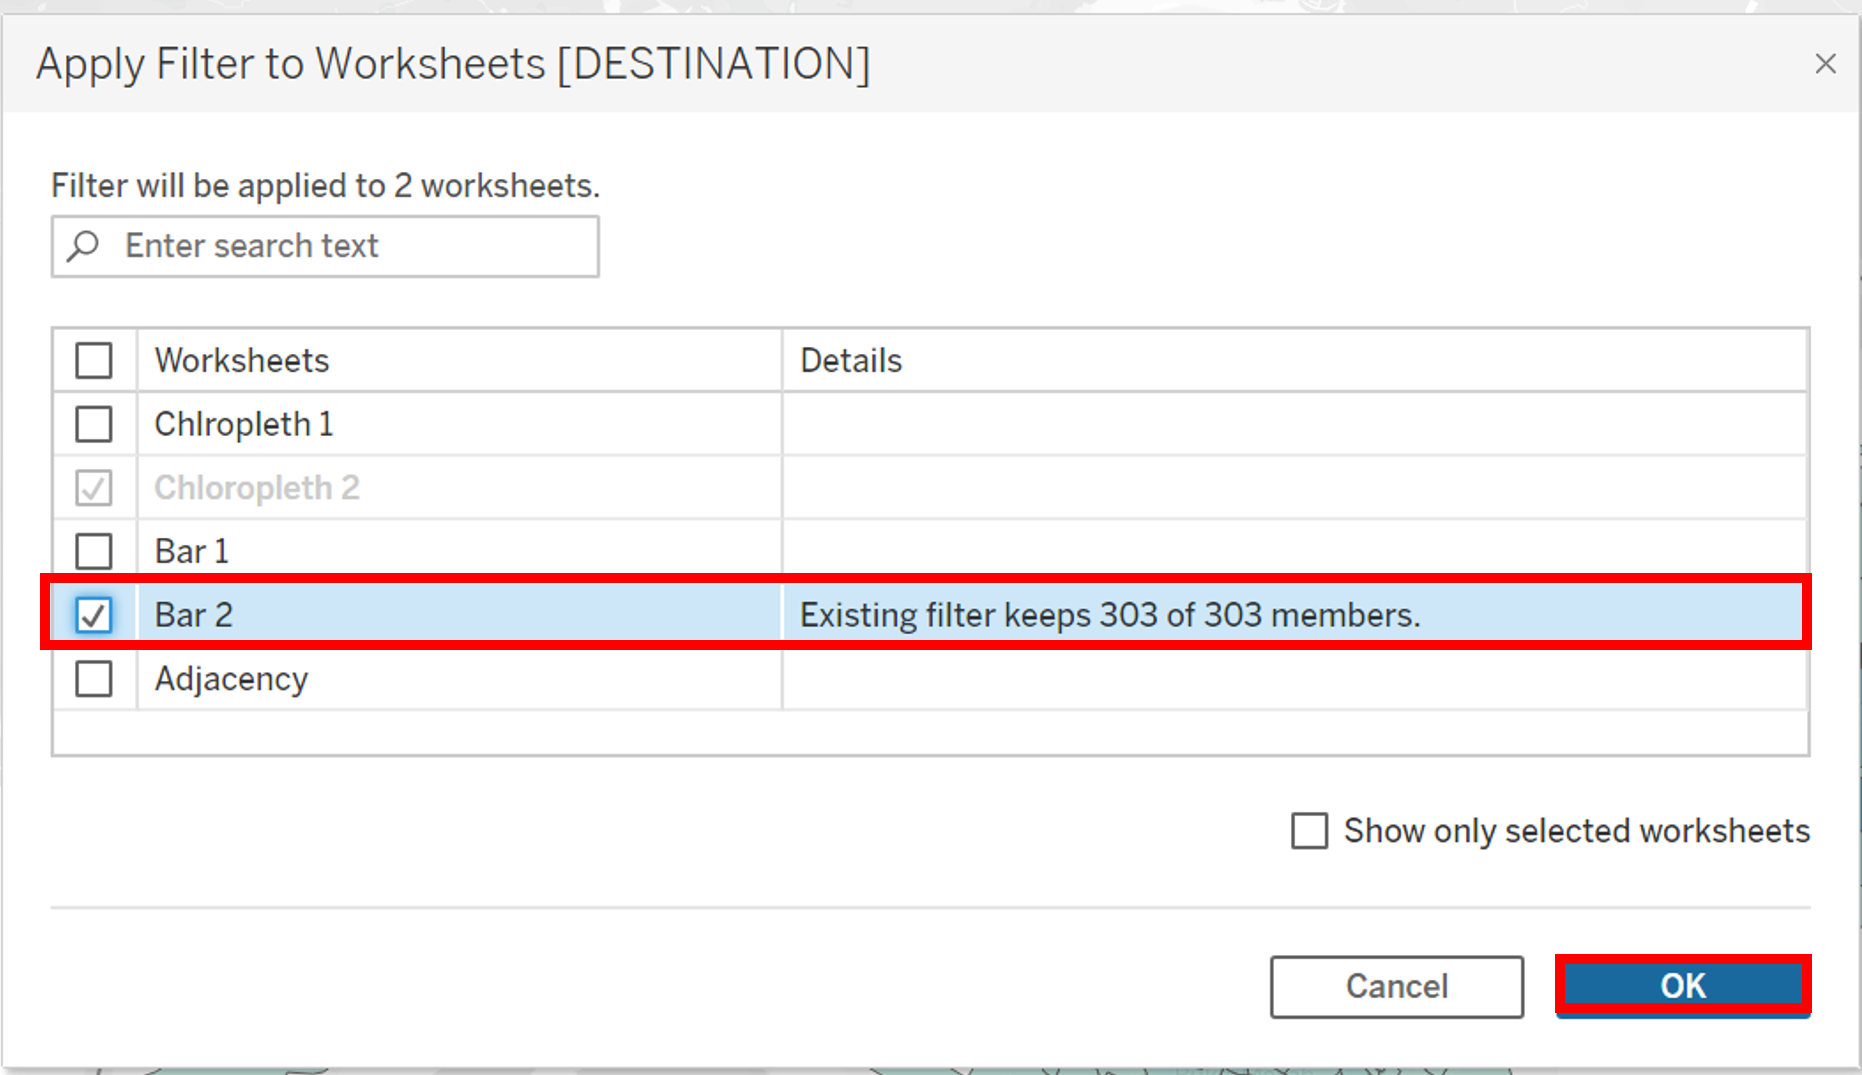 Apply Filter to Worksheets [DESTINATION]
Filter will be applied to 2 worksheets.
Enter search text
Worksheets Details
Chlropleth 1
Chloropleth 2
Bar 1
Bar 2 Existing filter keeps 303 of 303 members.
Adjacency
Show only selected worksheets
Cancel OK